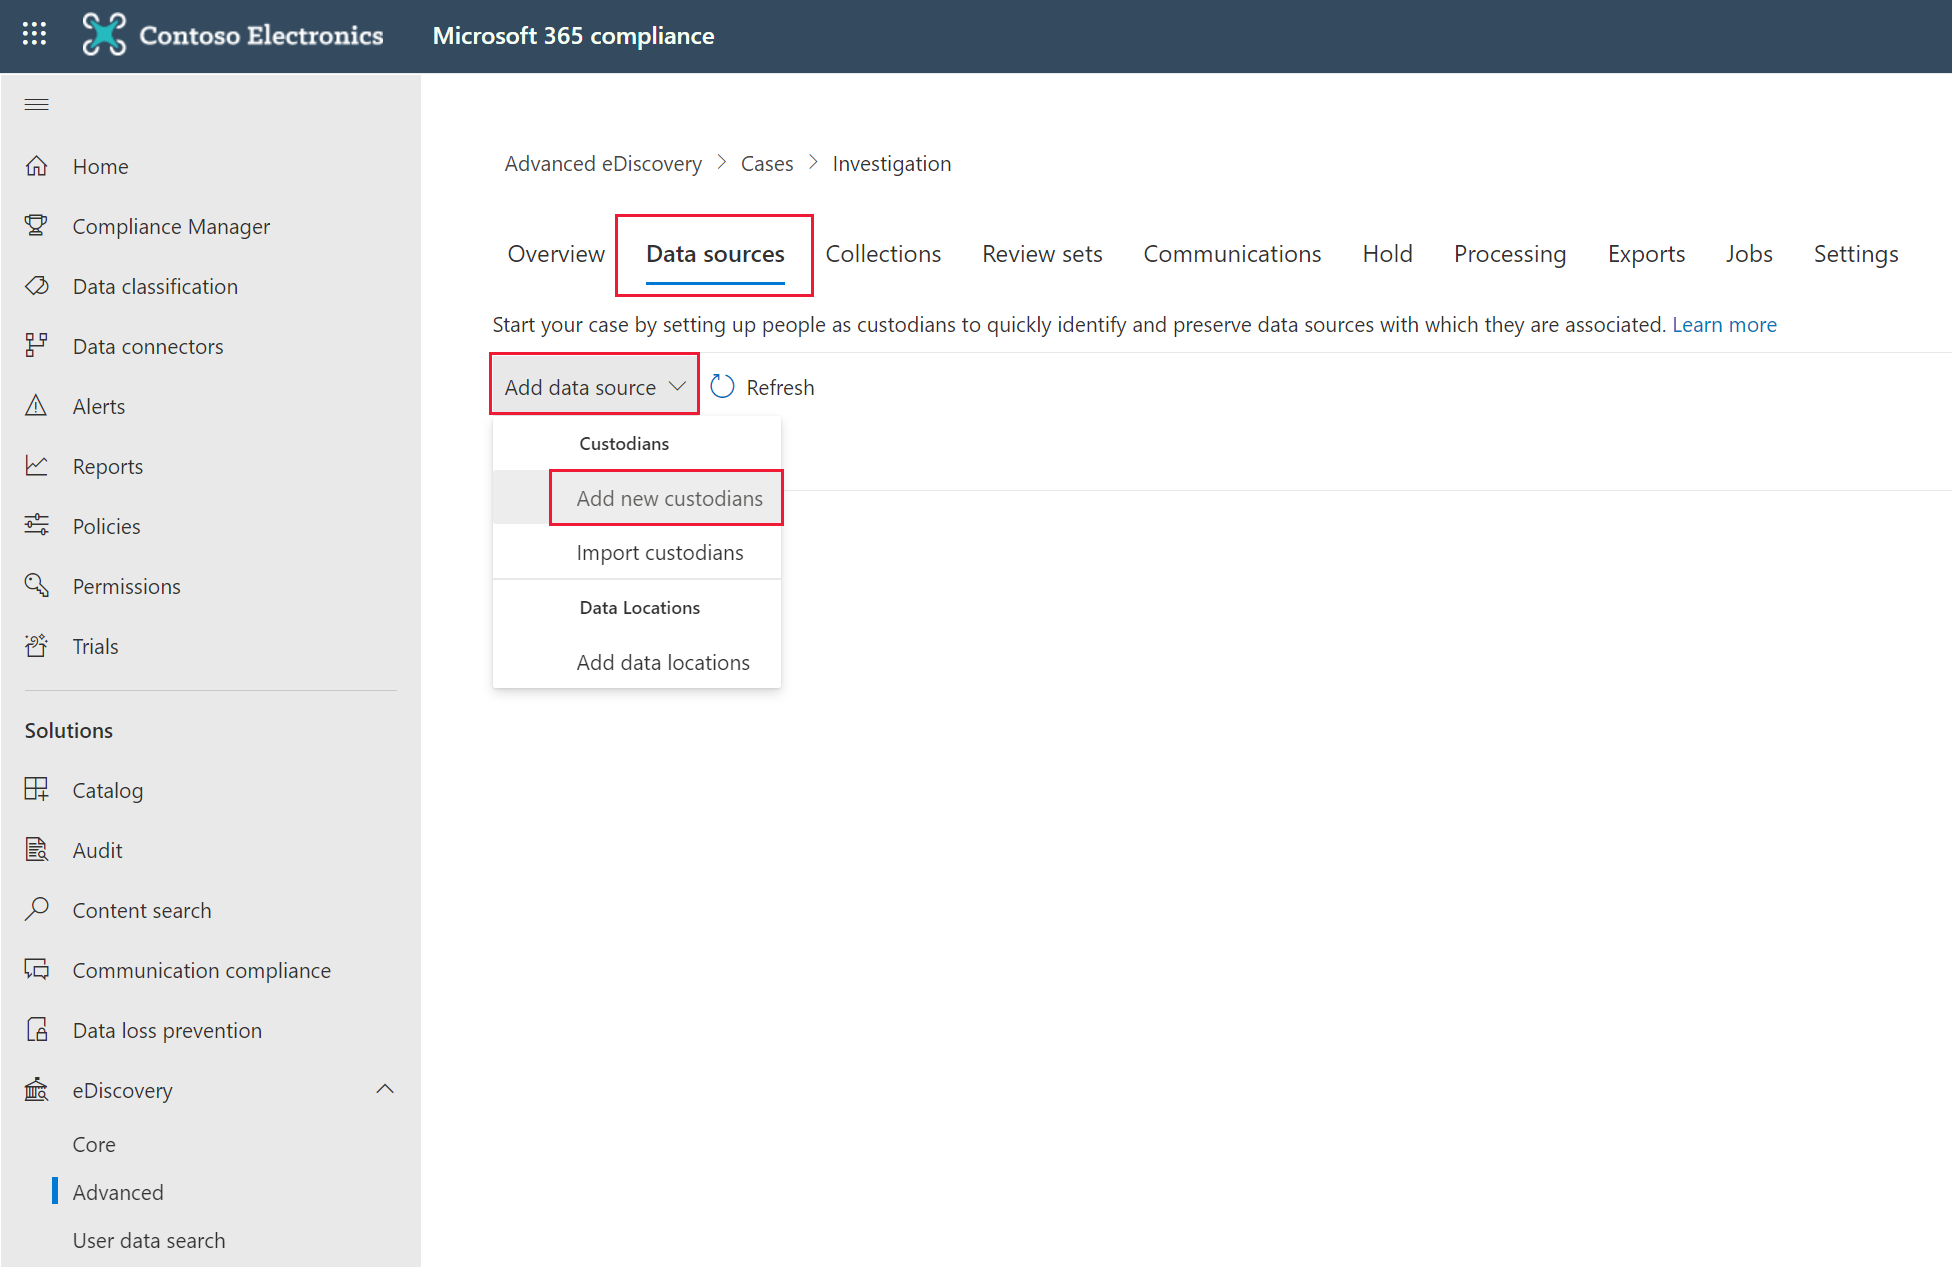 Contoso Electronics Microsoft 365 compliance
Home
Compliance Manager
Data classification
Data connectors
Alerts
Reports
Policies
Permissions
Trials
Solutions
Catalog
Audit
Content search
Communication compliance
Data loss prevention
eDiscovery
Core
Advanced
User data search
Advanced eDiscovery > Cases > Investigation
Overview Data sources Collections Review sets Communications Hold Processing Exports Jobs Settings
Start your case by setting up people as custodians to quickly identify and preserve data sources with which they are associated. Learn more
Add data source Refresh
Custodians
Add new custodians
Import custodians
Data Locations
Add data locations